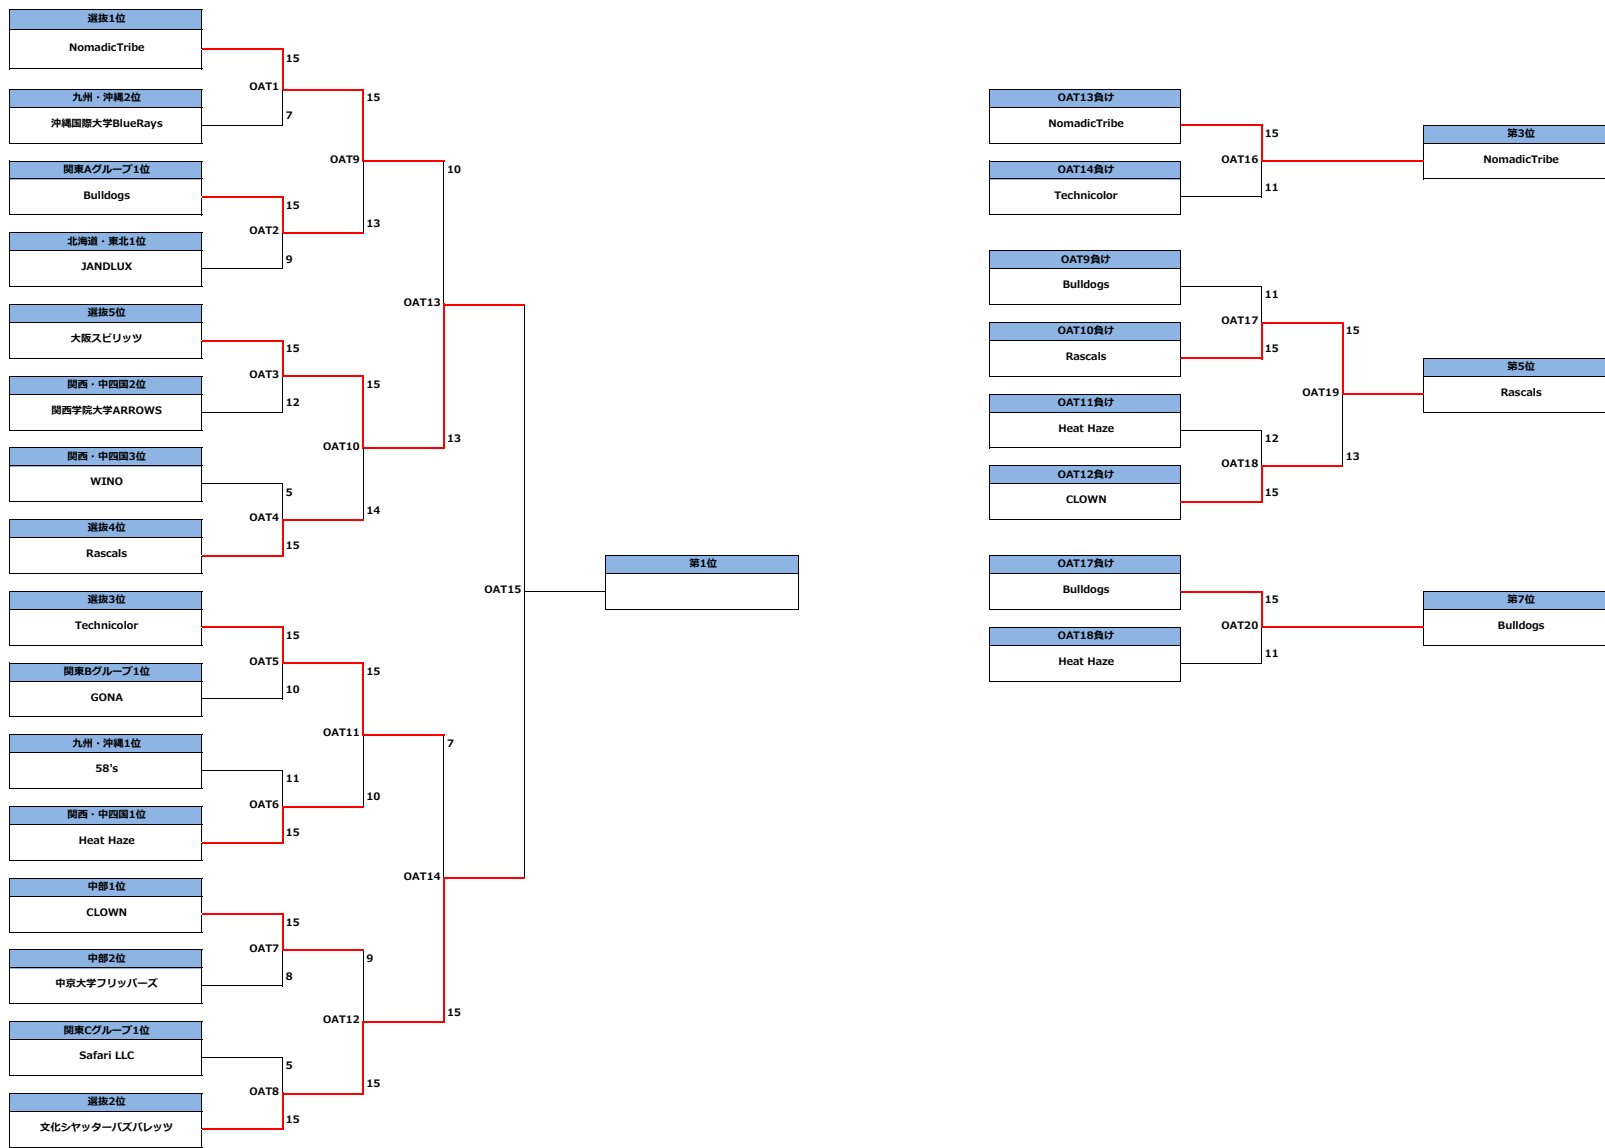 選抜1位
NomadicTribe
15
OAT1
九州・沖縄2位
沖縄国際大学BlueRays
7
15
OAT9
関東Aグループ1位
Bulldogs
15
OAT2
13
北海道・東北1位
JANDLUX
9
10
OAT13
選抜5位
大阪スピリッツ
15
OAT3
関西・中四国2位
関西学院大学ARROWS
12
15
OAT10
13
関西・中四国3位
WINO
5
OAT4
14
選抜4位
Rascals
15
OAT15
第1位
選抜3位
Technicolor
15
OAT5
関東Bグループ1位
GONA
10
15
OAT11
7
九州・沖縄1位
58's
11
OAT6
10
関西・中四国1位
Heat Haze
15
OAT14
中部1位
CLOWN
15
OAT7
中部2位
中京大学フリッパーズ
8
9
OAT12
15
関東Cグループ1位
Safari LLC
5
OAT8
15
選抜2位
文化シヤッターバズバレッツ
15
OAT13負け
NomadicTribe
15
OAT16
OAT14負け
Technicolor
11
第3位
NomadicTribe
OAT9負け
Bulldogs
11
OAT17
OAT10負け
Rascals
15
15
OAT19
第5位
Rascals
OAT11負け
Heat Haze
12
OAT18
13
OAT12負け
CLOWN
15
OAT17負け
Bulldogs
15
OAT20
OAT18負け
Heat Haze
11
第7位
Bulldogs